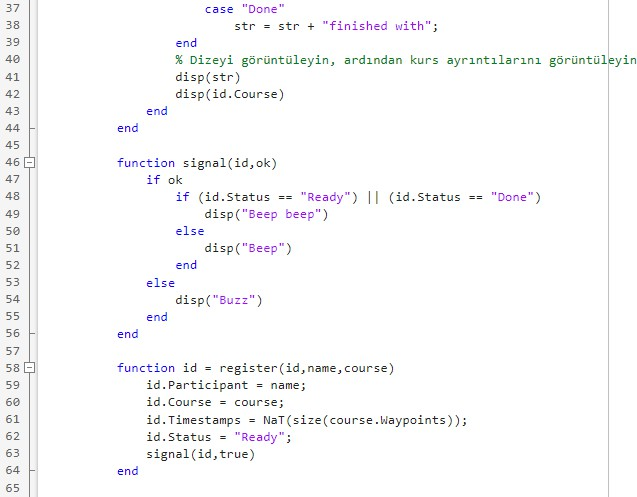 37 case "Done"
38 str = str + "finished with";
39 end
40 % Dizeyi görüntüleyin, ardından kurs ayrıntılarını görüntüleyin
41 disp(str)
42 disp(id.Course)
43 end
44 end
45
46 function signal(id,ok)
47 if ok
48 if (id.Status == "Ready") || (id.Status == "Done")
49 disp("Beep beep")
50 else
51 disp("Beep")
52 end
53 else
54 disp("Buzz")
55 end
56 end
57
58 function id = register(id,name,course)
59 id.Participant = name;
60 id.Course = course;
61 id.Timestamps = NaT(size(course.Waypoints));
62 id.Status = "Ready";
63 signal(id,true)
64 end
65